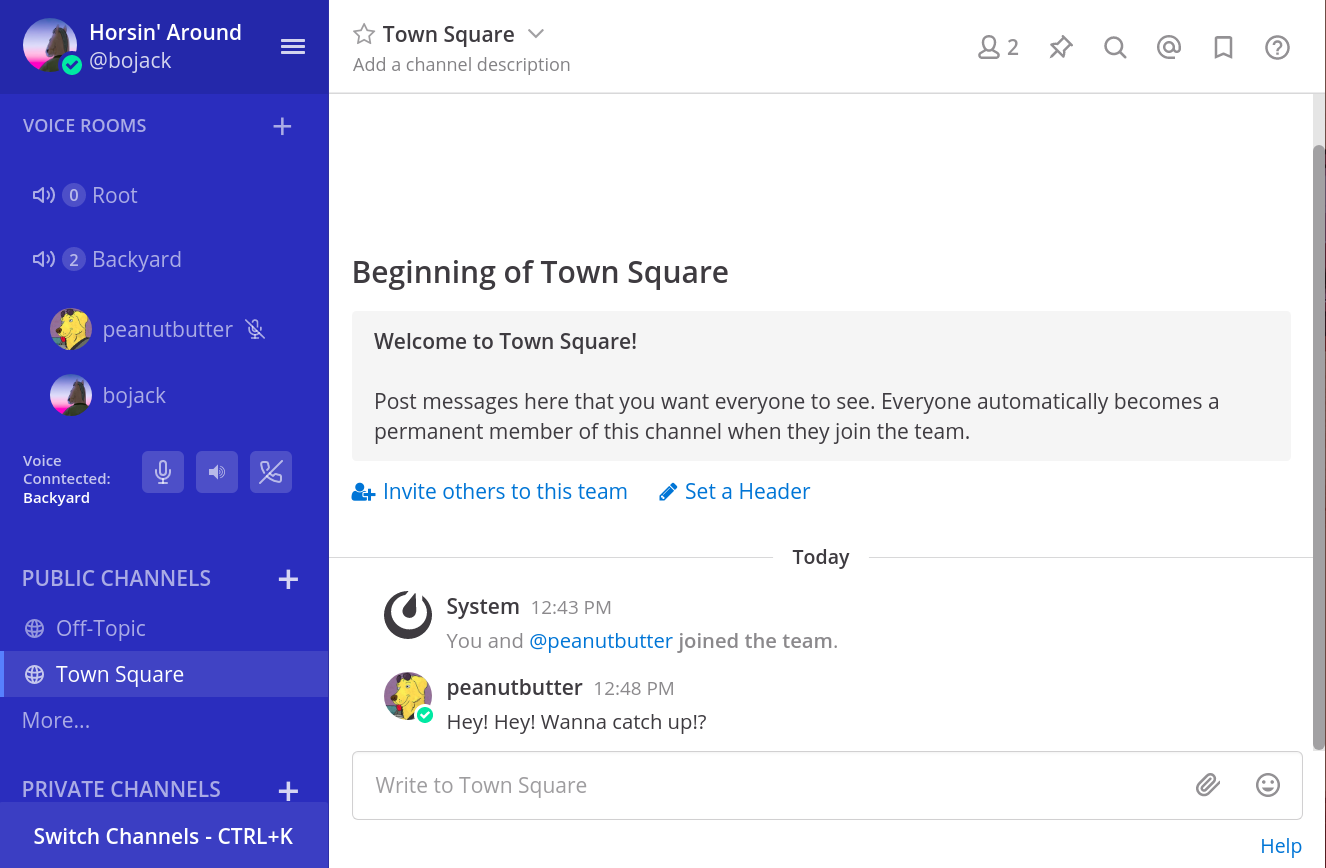 Horsin' Around
@bojack
VOICE ROOMS
0 Root
2 Backyard
peanutbutter
bojack
Voice
Conntected:
Backyard
PUBLIC CHANNELS
Off-Topic
Town Square
More...
PRIVATE CHANNELS
Switch Channels - CTRL+K
Town Square
Add a channel description
2
Beginning of Town Square
Welcome to Town Square!
Post messages here that you want everyone to see. Everyone automatically becomes a
permanent member of this channel when they join the team.
Invite others to this team Set a Header
Today
System 12:43 PM
You and @peanutbutter joined the team.
peanutbutter 12:48 PM
Hey! Hey! Wanna catch up!?
Write to Town Square
Help